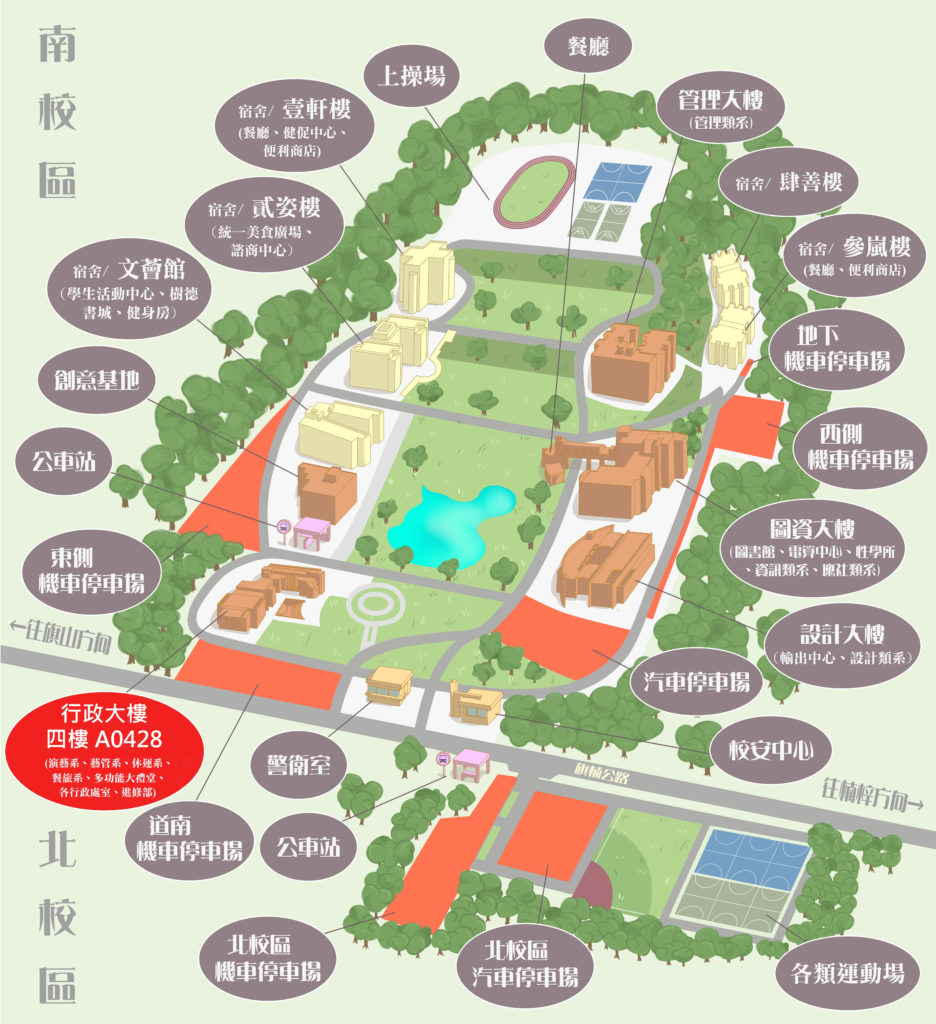 南
校
區
餐廳
上操場
宿舍/ 壹軒樓
(餐廳、健促中心、
便利商店)
管理大樓
(管理類系)
宿舍/ 肆善樓
宿舍/ 貳姿樓
(統一美食廣場、
諮商中心)
宿舍/ 參嵐樓
(餐廳、便利商店)
宿舍/ 文薈館
(學生活動中心、樹德
書城、健身房)
地下
機車停車場
創意基地
西側
機車停車場
公車站
圖資大樓
(圖書館、電算中心、性學所
、資訊類系、應社類系)
東側
機車停車場
設計大樓
(輸出中心、設計類系)
←往旗山方向
汽車停車場
行政大樓
四樓 A0428
(演藝系、藝管系、休運系、
餐旅系、多功能大禮堂、
各行政處室、進修部)
警衛室
校安中心
旗楠公路
往楠梓方向→
道南
機車停車場
公車站
北
校
區
北校區
機車停車場
北校區
汽車停車場
各類運動場